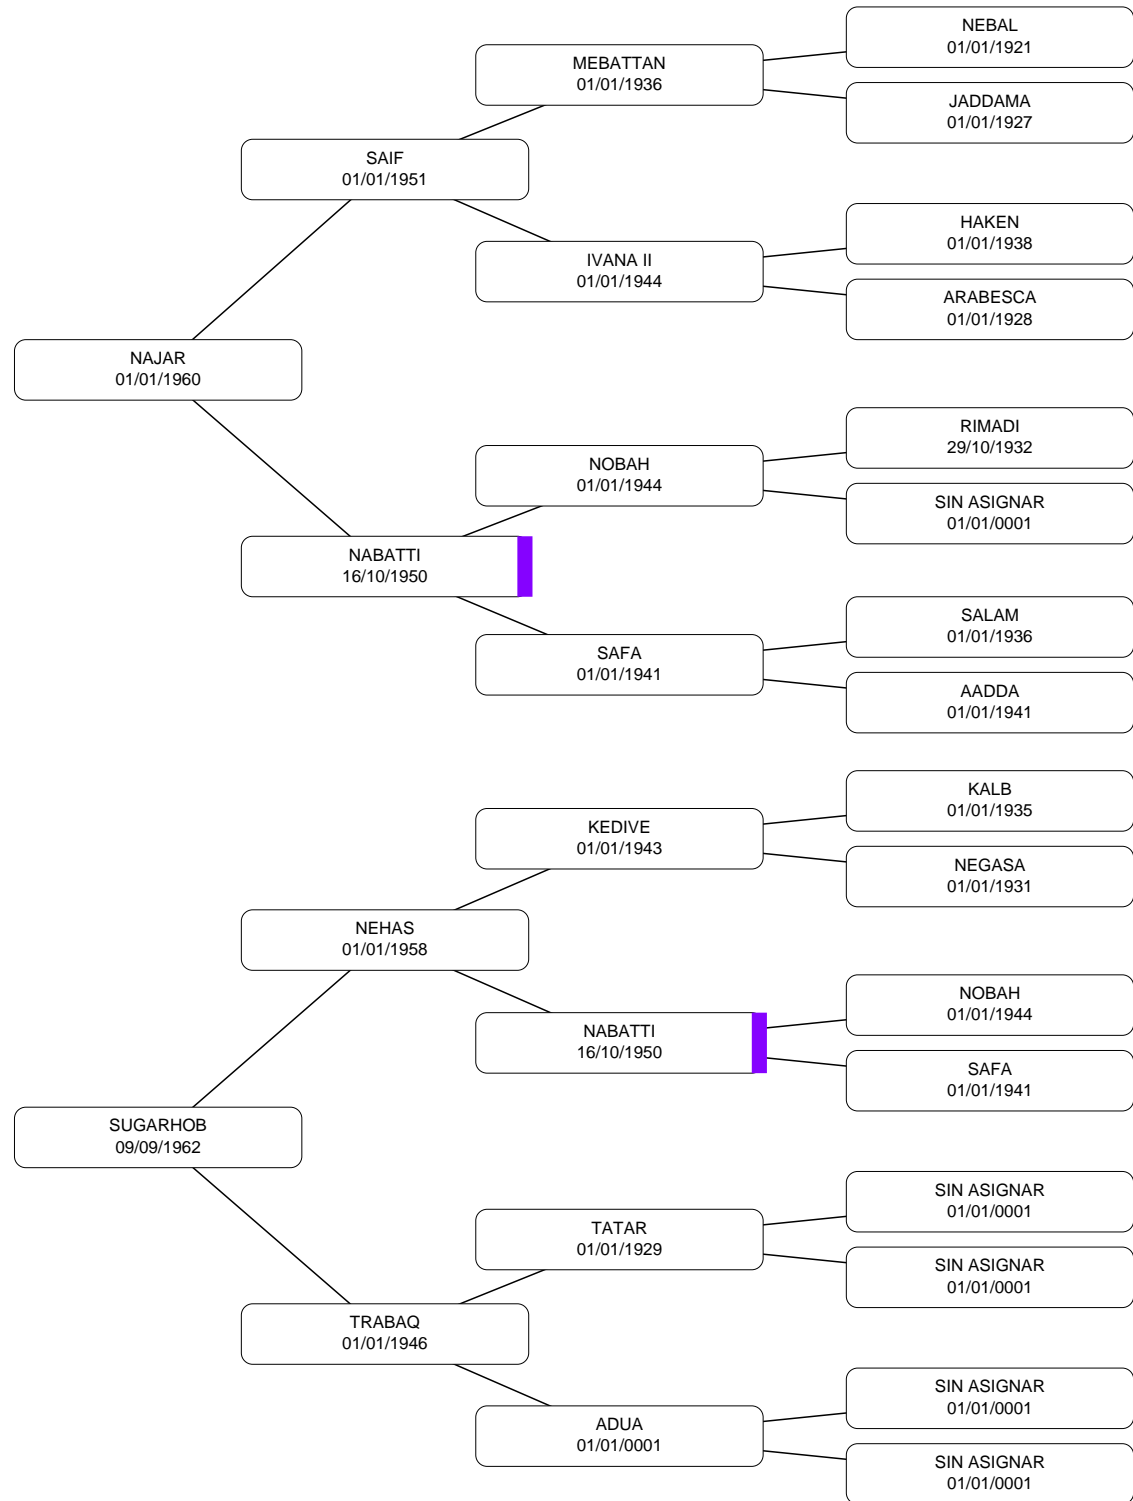 NEBAL
01/01/1921
MEBATTAN
01/01/1936
JADDAMA
01/01/1927
SAIF
01/01/1951
HAKEN
01/01/1938
IVANA II
01/01/1944
ARABESCA
01/01/1928
NAJAR
01/01/1960
RIMADI
29/10/1932
NOBAH
01/01/1944
SIN ASIGNAR
01/01/0001
NABATTI
16/10/1950
SALAM
01/01/1936
SAFA
01/01/1941
AADDA
01/01/1941
KALB
01/01/1935
KEDIVE
01/01/1943
NEGASA
01/01/1931
NEHAS
01/01/1958
NOBAH
01/01/1944
NABATTI
16/10/1950
SAFA
01/01/1941
SUGARHOB
09/09/1962
SIN ASIGNAR
01/01/0001
TATAR
01/01/1929
SIN ASIGNAR
01/01/0001
TRABAQ
01/01/1946
SIN ASIGNAR
01/01/0001
ADUA
01/01/0001
SIN ASIGNAR
01/01/0001